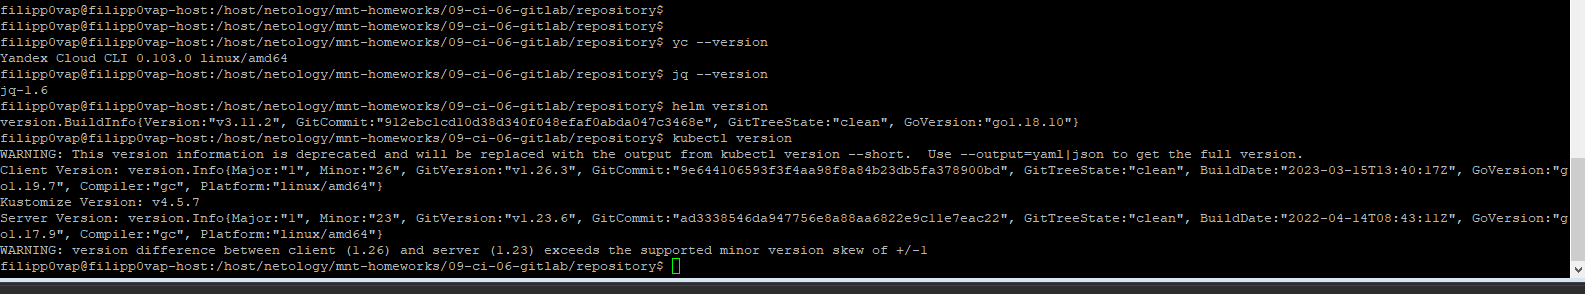 filipp0vap@filipp0vap-host:/host/netology/mnt-homeworks/09-ci-06-gitlab/repository$
filipp0vap@filipp0vap-host:/host/netology/mnt-homeworks/09-ci-06-gitlab/repository$
filipp0vap@filipp0vap-host:/host/netology/mnt-homeworks/09-ci-06-gitlab/repository$ yc --version
Yandex Cloud CLI 0.103.0 linux/amd64
filipp0vap@filipp0vap-host:/host/netology/mnt-homeworks/09-ci-06-gitlab/repository$ jq --version
jq-1.6
filipp0vap@filipp0vap-host:/host/netology/mnt-homeworks/09-ci-06-gitlab/repository$ helm version
version.BuildInfo{Version:"v3.11.2", GitCommit:"912ebc1cd10d38d340f048efaf0abda047c3468e", GitTreeState:"clean", GoVersion:"go1.18.10"}
filipp0vap@filipp0vap-host:/host/netology/mnt-homeworks/09-ci-06-gitlab/repository$ kubectl version
WARNING: This version information is deprecated and will be replaced with the output from kubectl version --short.  Use --output=yaml|json to get the full version.
Client Version: version.Info{Major:"1", Minor:"26", GitVersion:"v1.26.3", GitCommit:"9e644106593f3f4aa98f8a84b23db5fa378900bd", GitTreeState:"clean", BuildDate:"2023-03-15T13:40:17Z", GoVersion:"g
o1.19.7", Compiler:"gc", Platform:"linux/amd64"}
Kustomize Version: v4.5.7
Server Version: version.Info{Major:"1", Minor:"23", GitVersion:"v1.23.6", GitCommit:"ad3338546da947756e8a88aa6822e9c11e7eac22", GitTreeState:"clean", BuildDate:"2022-04-14T08:43:11Z", GoVersion:"g
o1.17.9", Compiler:"gc", Platform:"linux/amd64"}
WARNING: version difference between client (1.26) and server (1.23) exceeds the supported minor version skew of +/-1
filipp0vap@filipp0vap-host:/host/netology/mnt-homeworks/09-ci-06-gitlab/repository$